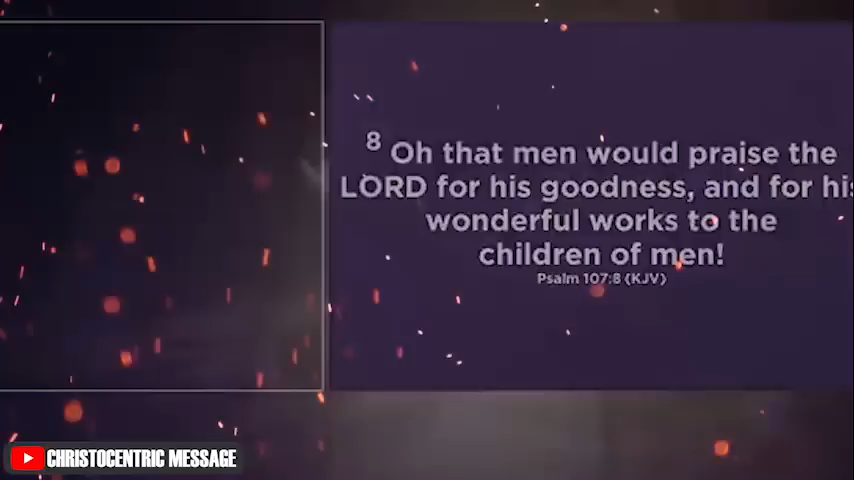 8 Oh that men would praise the
LORD for his goodness, and for his
wonderful works to the
children of men!
Psalm 107:8 (KJV)
CHRISTOCENTRIC MESSAGE